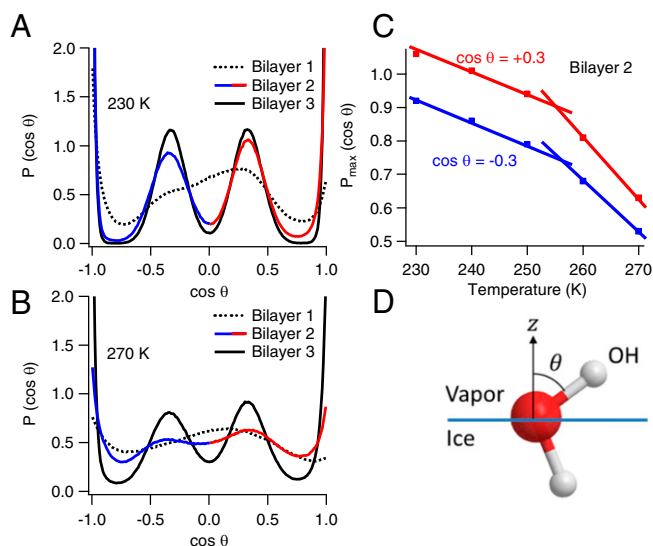 A
2.0
1.5
1.0
0.5
0.0
P (cos θ)
230 K
Bilayer 1
Bilayer 2
Bilayer 3
-1.0 -0.5 0.0 0.5 1.0
cos θ
B
2.0
1.5
1.0
0.5
0.0
P (cos θ)
270 K
Bilayer 1
Bilayer 2
Bilayer 3
-1.0 -0.5 0.0 0.5 1.0
cos θ
C
1.0
0.9
0.8
0.7
0.6
0.5
Pmax (cos θ)
cos θ = +0.3
Bilayer 2
cos θ = -0.3
230 240 250 260 270
Temperature (K)
D
z
θ
OH
Vapor
Ice